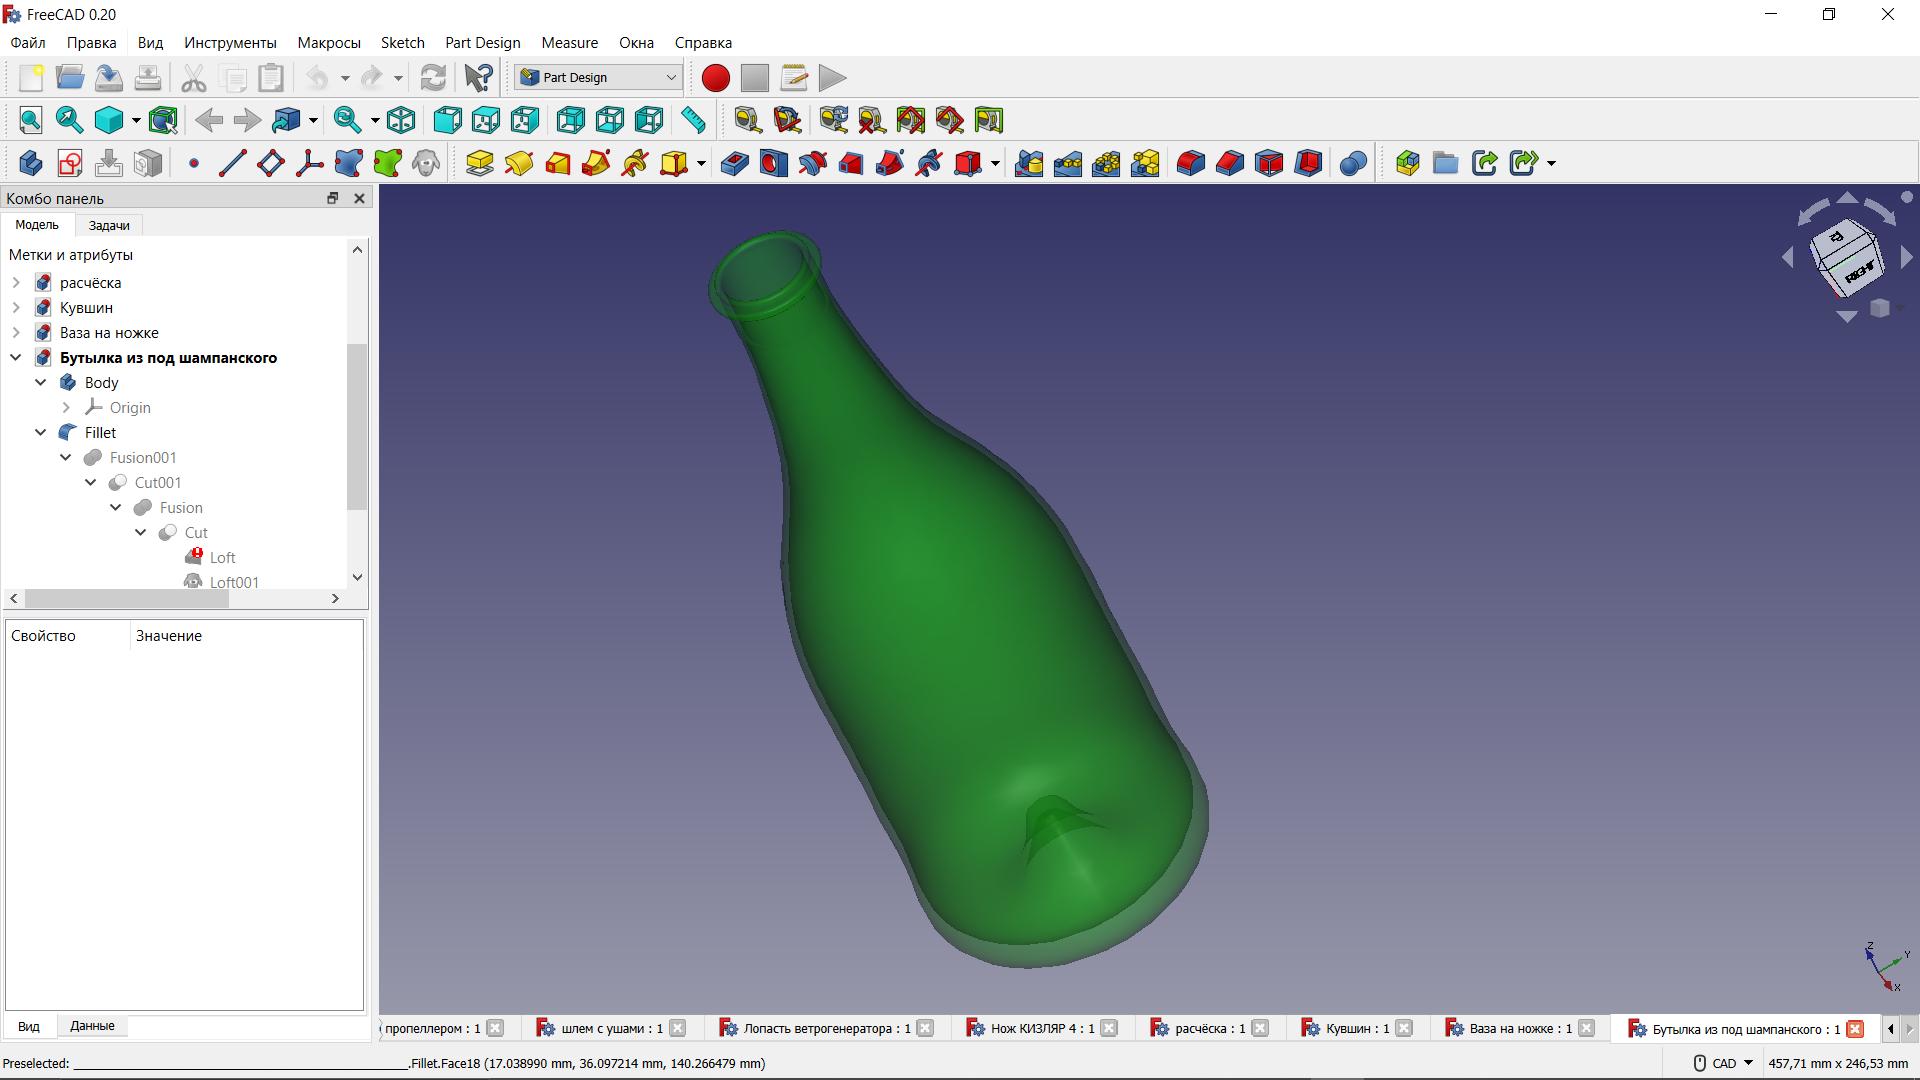 FreeCAD 0.20
Файл Правка Вид Инструменты Макросы Sketch Part Design Measure Окна Справка
Part Design
Комбо панель
Модель Задачи
Метки и атрибуты
расчёска
Кувшин
Ваза на ножке
Бутылка из под шампанского
Body
Origin
Fillet
Fusion001
Cut001
Fusion
Cut
Loft
Loft001
Свойство Значение
RIGHT
Z
Y
X
Вид Данные
пропеллером : 1 шлем с ушами : 1 Лопасть ветрогенератора : 1 Нож КИЗЛЯР 4 : 1 расчёска : 1 Кувшин : 1 Ваза на ножке : 1 Бутылка из под шампанского : 1
Preselected: __________________________________________.Fillet.Face18 (17.038990 mm, 36.097214 mm, 140.266479 mm) CAD 457,71 mm x 246,53 mm